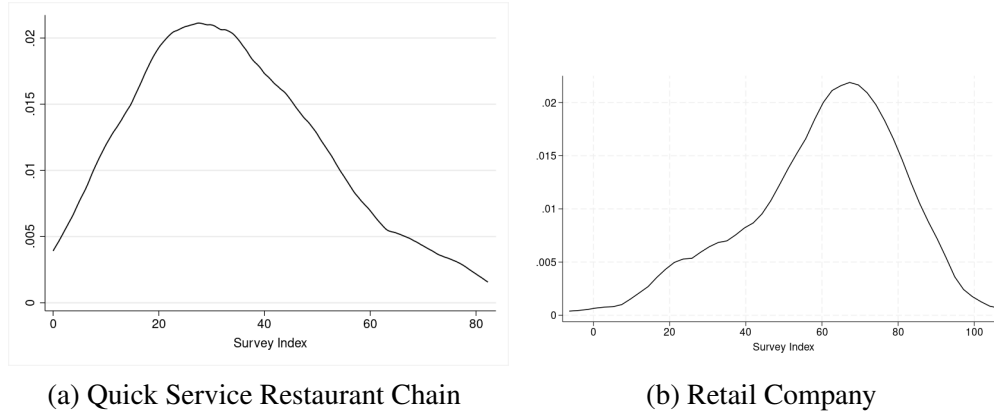 .02
.015
.01
.005
0
0 20 40 60 80
Survey Index
(a) Quick Service Restaurant Chain
.02
.015
.01
.005
0
0 20 40 60 80 100
Survey Index
(b) Retail Company